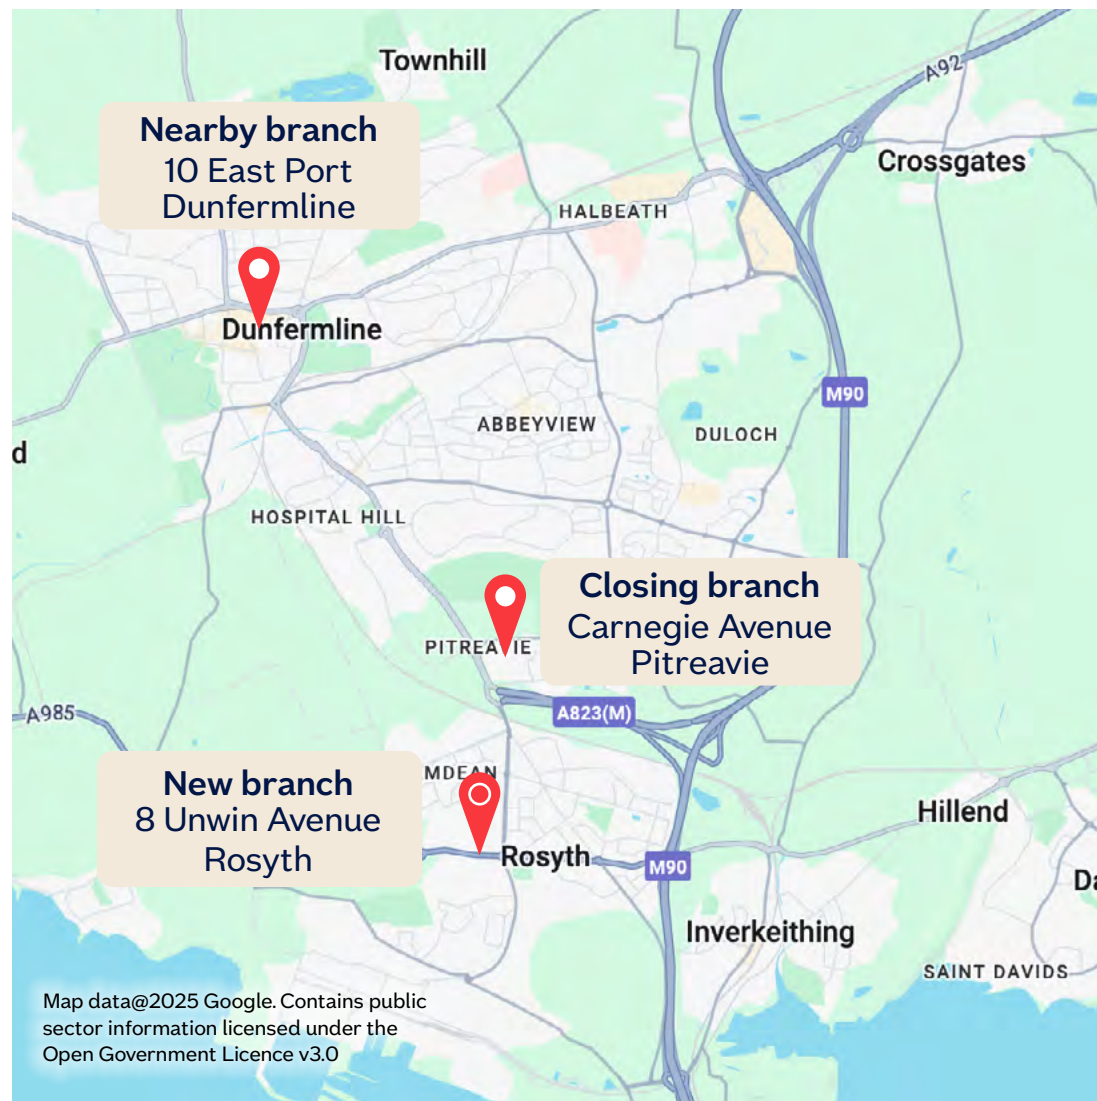 Townhill
A92
Nearby branch
10 East Port
Dunfermline
Crossgates
HALBEATH
Dunfermline
M90
ABBEYVIEW
DULOCH
d
HOSPITAL HILL
Closing branch
Carnegie Avenue
Pitreavie
PITREAVIE
A985
A823(M)
New branch
8 Unwin Avenue
Rosyth
MDEAN
Hillend
Rosyth
M90
Da
Inverkeithing
SAINT DAVIDS
Map data@2025 Google. Contains public
sector information licensed under the
Open Government Licence v3.0